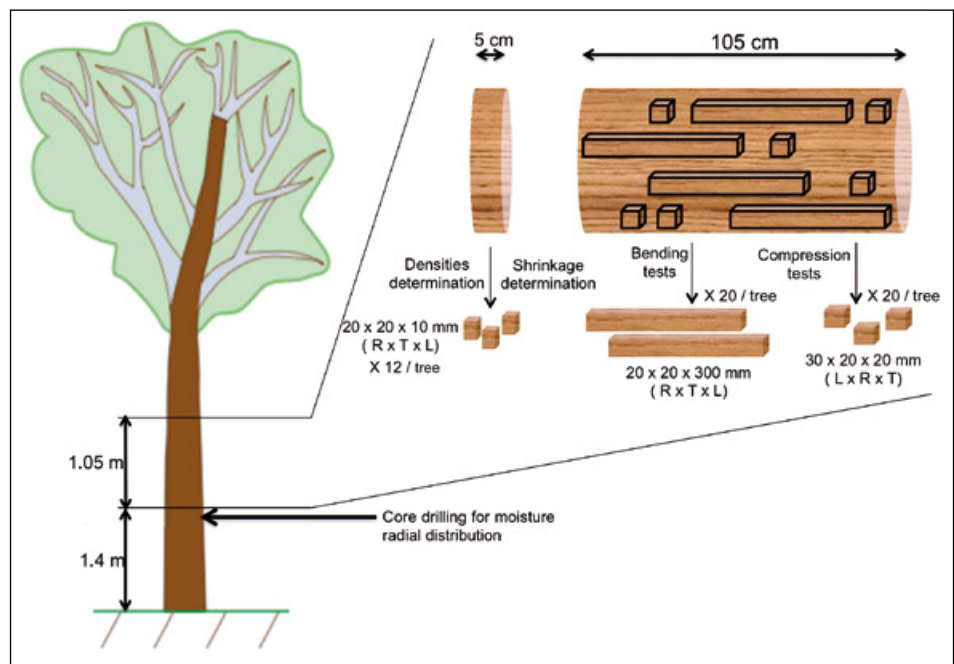 5 cm
105 cm
Densities
determination
Shrinkage
determination
Bending
tests
Compression
tests
X 20 / tree
X 20 / tree
20 x 20 x 10 mm
( R x T x L)
X 12 / tree
20 x 20 x 300 mm
( R x T x L)
30 x 20 x 20 mm
( L x R x T)
1.05 m
Core drilling for moisture
radial distribution
1.4 m